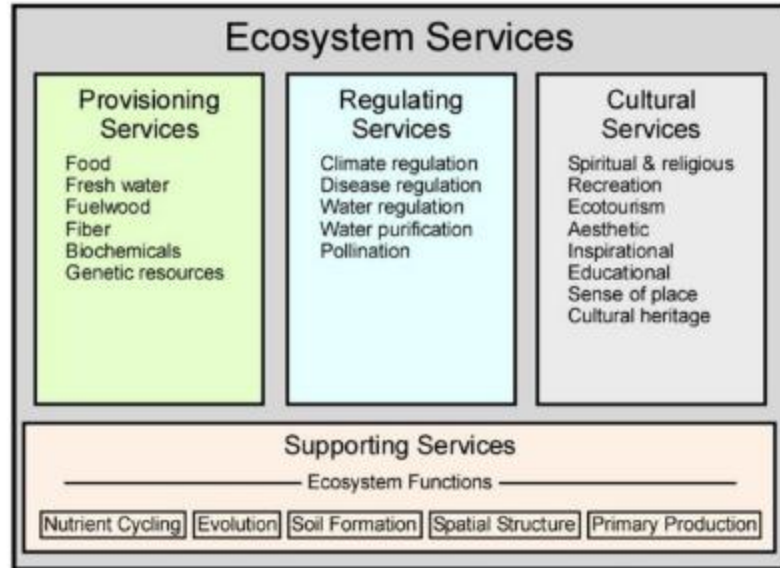 Ecosystem Services
Provisioning
Services
Food
Fresh water
Fuelwood
Fiber
Biochemicals
Genetic resources
Regulating
Services
Climate regulation
Disease regulation
Water regulation
Water purification
Pollination
Cultural
Services
Spiritual & religious
Recreation
Ecotourism
Aesthetic
Inspirational
Educational
Sense of place
Cultural heritage
Supporting Services
Ecosystem Functions
Nutrient Cycling Evolution Soil Formation Spatial Structure Primary Production